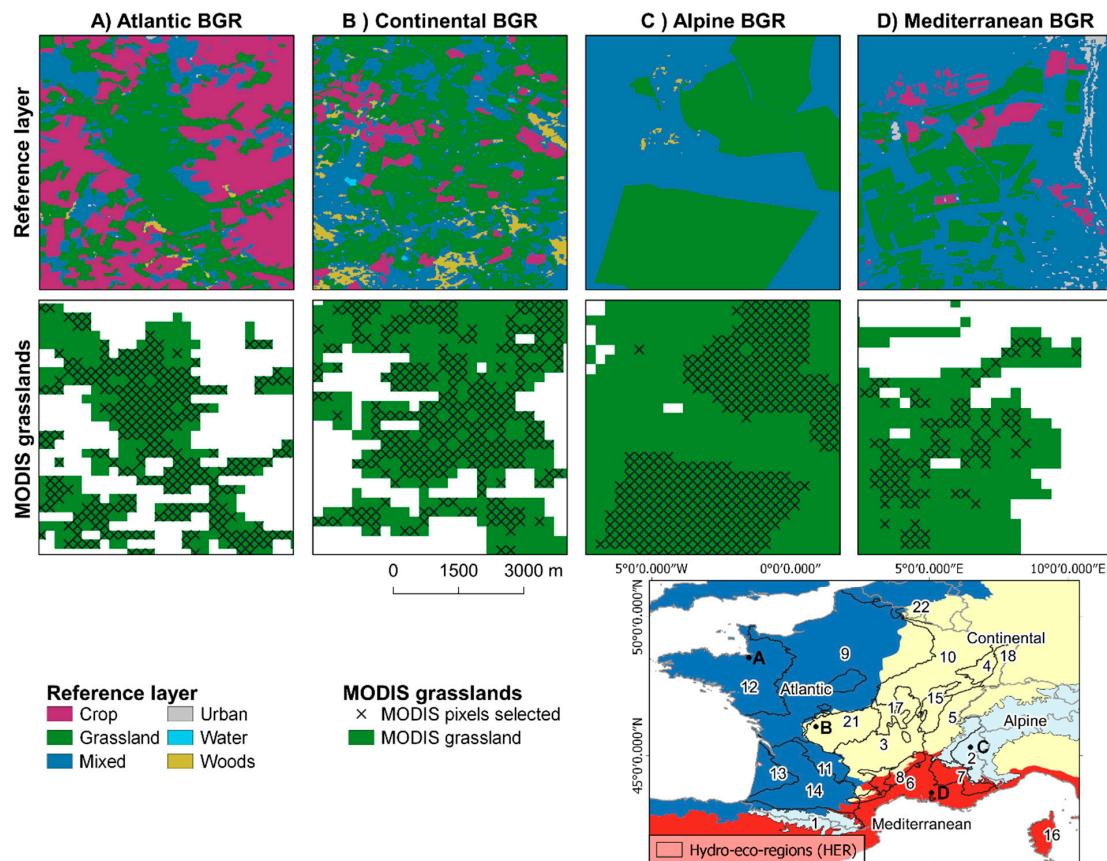 A) Atlantic BGR
B ) Continental BGR
C ) Alpine BGR
D) Mediterranean BGR
Reference layer
MODIS grasslands
0 1500 3000 m
5°0'0.000"W 0°0'0.000" 5°0'0.000"E 10°0'0.000"E
50°0'0.000"N
45°0'0.000"N
22
Continental
A
9
10
18
4
12
Atlantic
15
17
5
B
21
Alpine
C
3
2
13
11
8
6
7
14
D
1
Mediterranean
16
Hydro-eco-regions (HER)
Reference layer
Crop
Urban
Grassland
Water
Mixed
Woods
MODIS grasslands
MODIS pixels selected
MODIS grassland